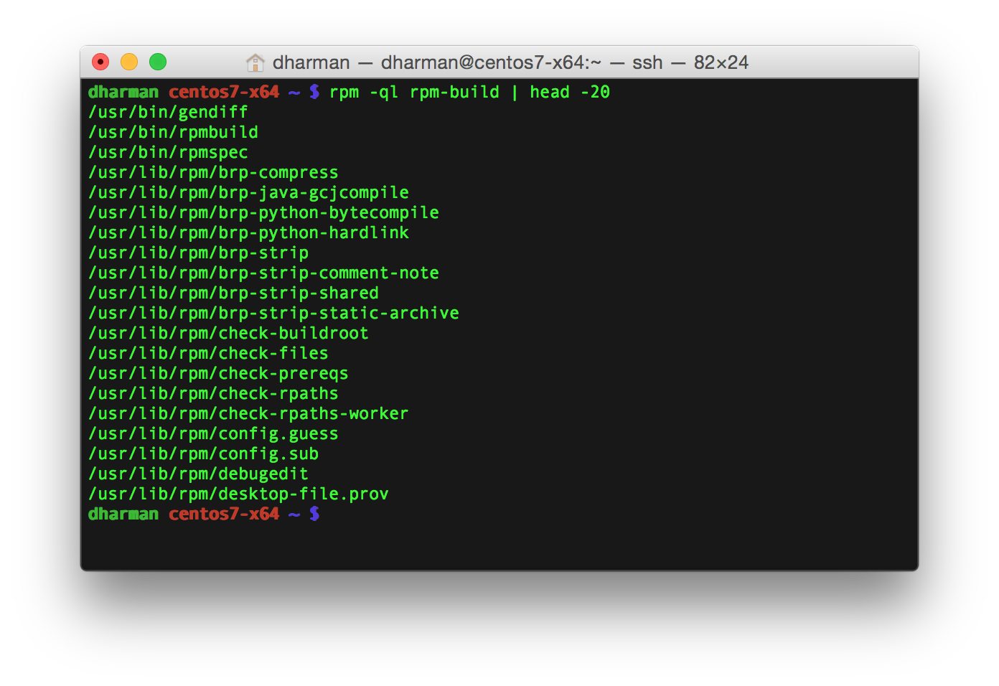 dharman — dharman@centos7-x64:~ — ssh — 82×24
dharman centos7-x64 ~ $ rpm -ql rpm-build | head -20
/usr/bin/gendiff
/usr/bin/rpmbuild
/usr/bin/rpmspec
/usr/lib/rpm/brp-compress
/usr/lib/rpm/brp-java-gcjcompile
/usr/lib/rpm/brp-python-bytecompile
/usr/lib/rpm/brp-python-hardlink
/usr/lib/rpm/brp-strip
/usr/lib/rpm/brp-strip-comment-note
/usr/lib/rpm/brp-strip-shared
/usr/lib/rpm/brp-strip-static-archive
/usr/lib/rpm/check-buildroot
/usr/lib/rpm/check-files
/usr/lib/rpm/check-prereqs
/usr/lib/rpm/check-rpaths
/usr/lib/rpm/check-rpaths-worker
/usr/lib/rpm/config.guess
/usr/lib/rpm/config.sub
/usr/lib/rpm/debugedit
/usr/lib/rpm/desktop-file.prov
dharman centos7-x64 ~ $